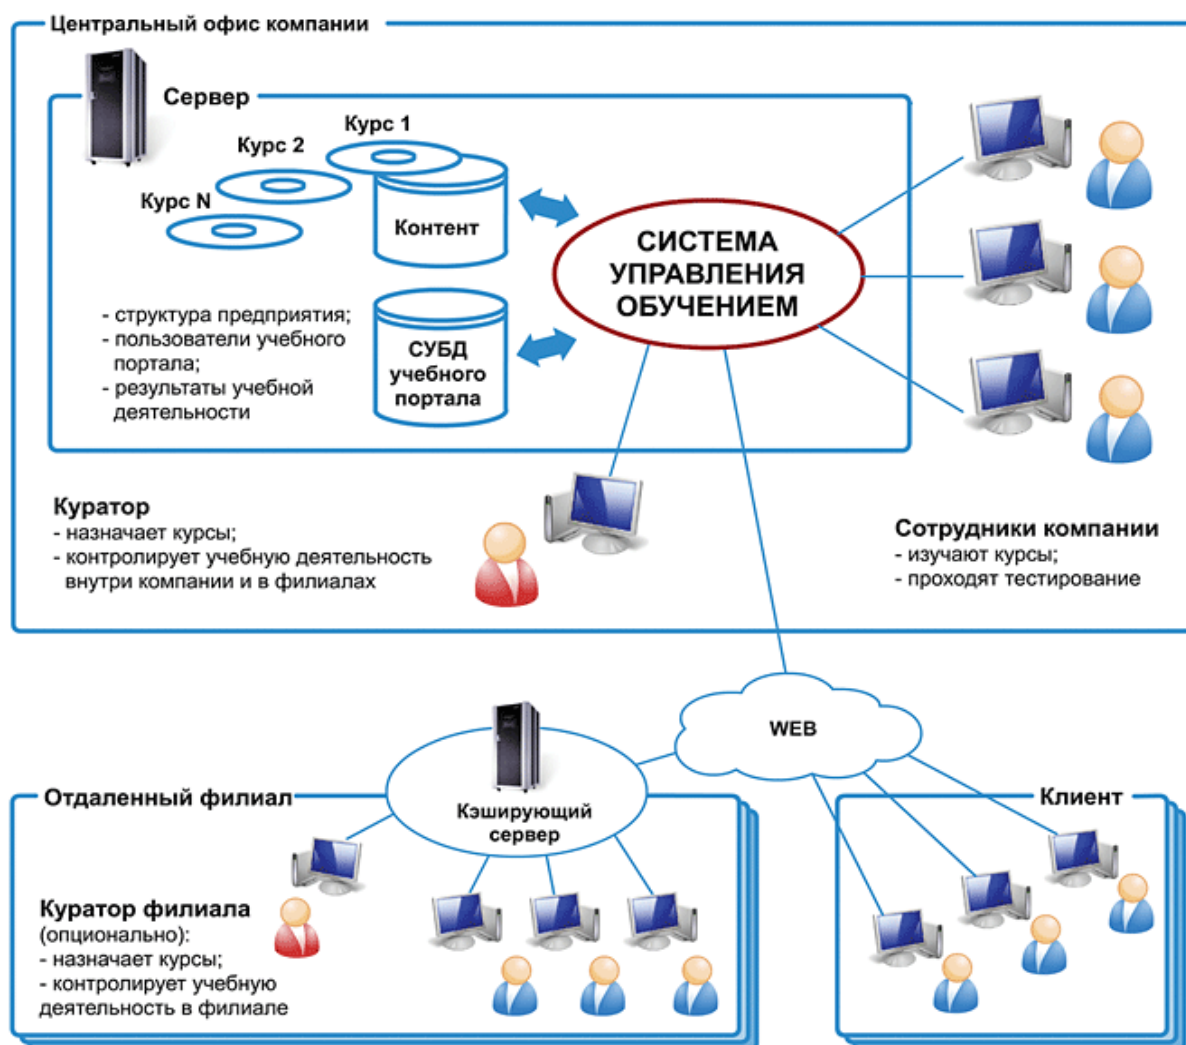 Центральный офис компании
Сервер
Курс 1
Курс 2
Курс N
Контент
СИСТЕМА
УПРАВЛЕНИЯ
ОБУЧЕНИЕМ
- структура предприятия;
- пользователи учебного
портала;
- результаты учебной
деятельности
СУБД
учебного
портала
Куратор
- назначает курсы;
- контролирует учебную деятельность
внутри компании и в филиалах
Сотрудники компании
- изучают курсы;
- проходят тестирование
WEB
Отдаленный филиал
Кэширующий
сервер
Куратор филиала
(опционально):
- назначает курсы;
- контролирует учебную
деятельность в филиале
Клиент